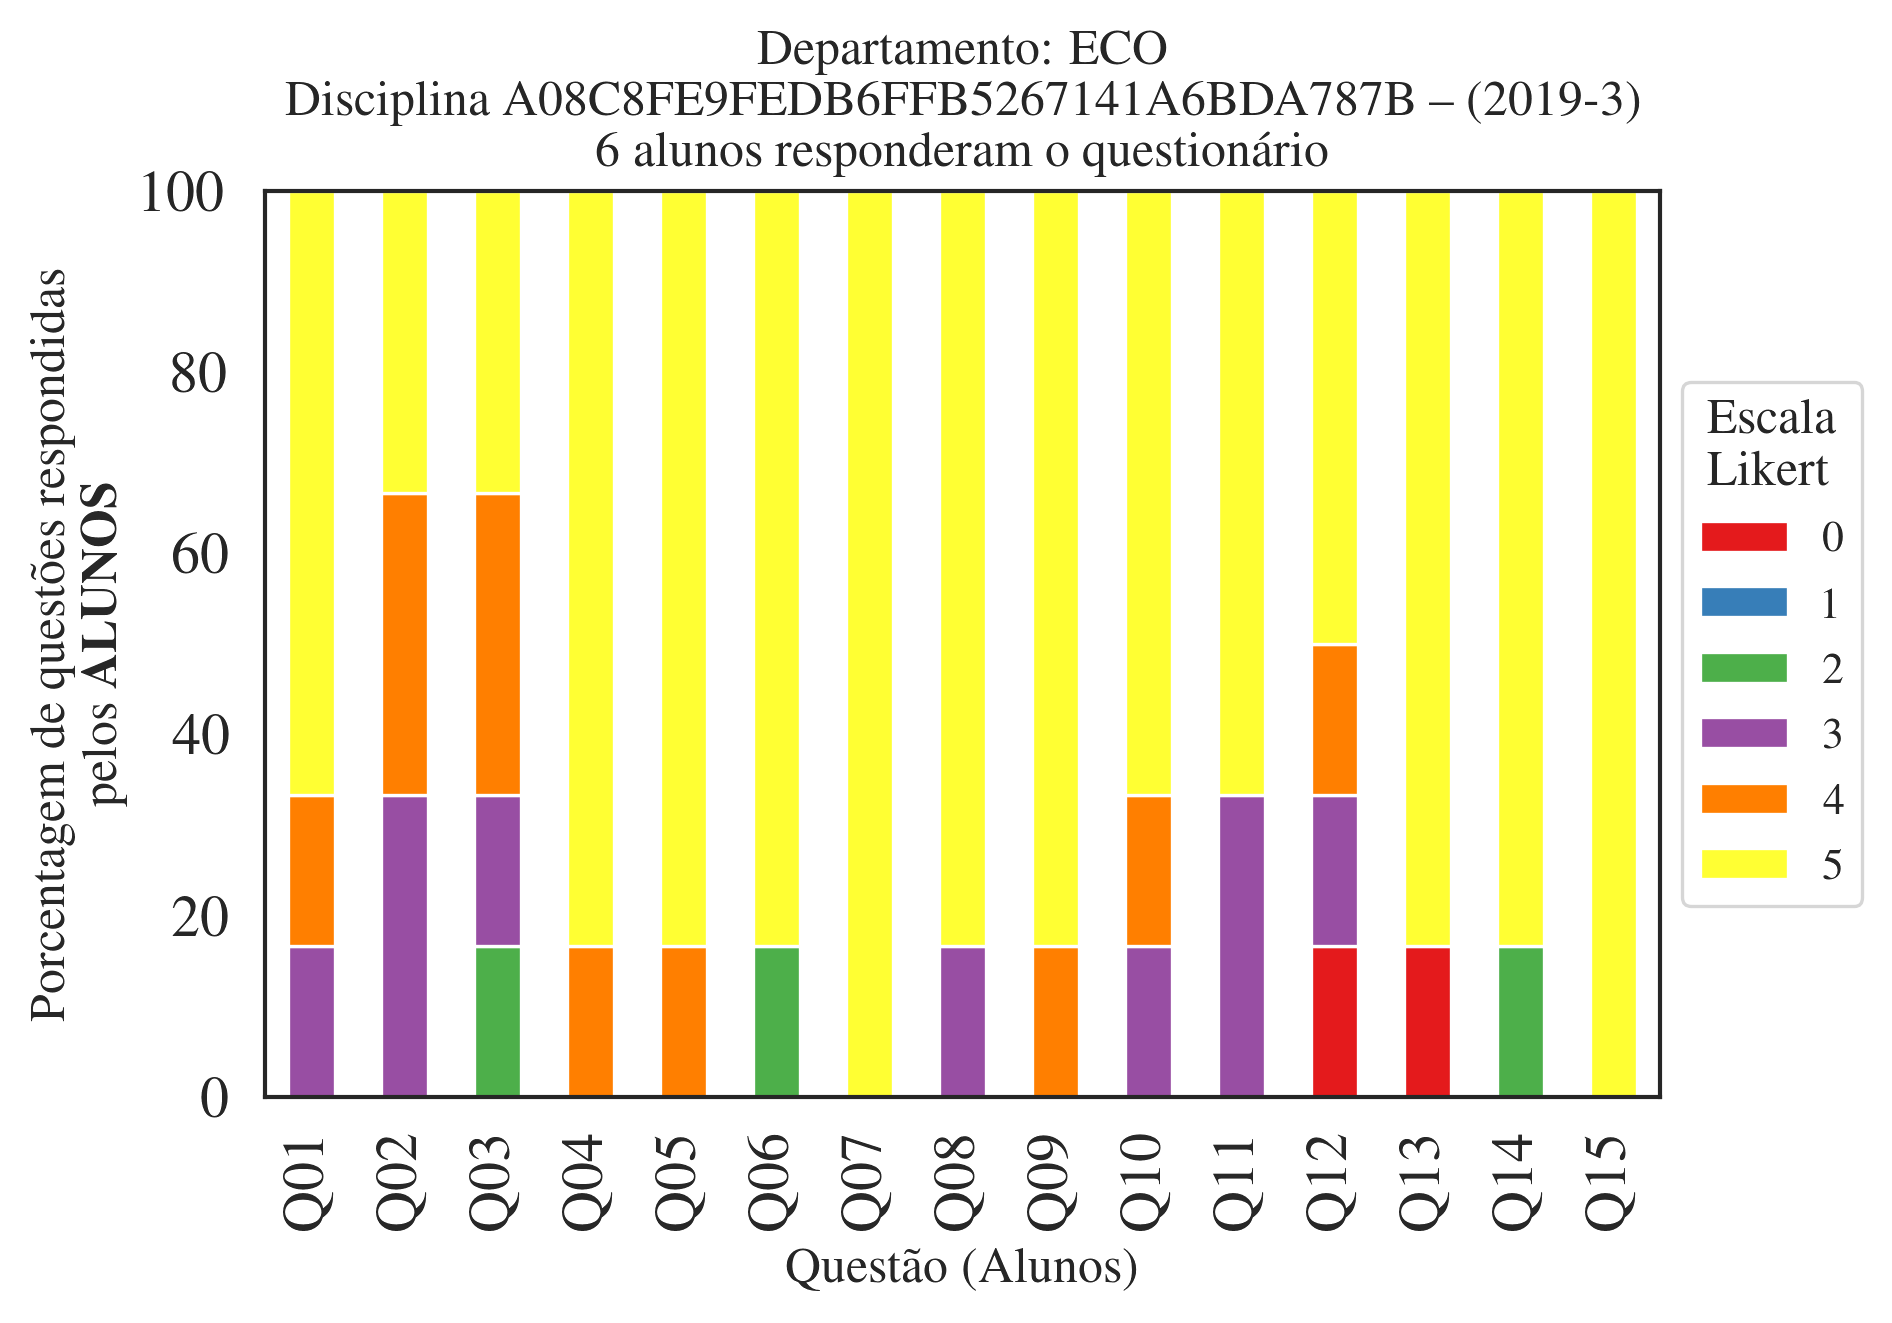 Departamento: ECO
Disciplina A08C8FE9FEDB6FFB5267141A6BDA787B – (2019-3)
6 alunos responderam o questionário
Porcentagem de questões respondidas
pelos ALUNOS
100
80
60
40
20
0
Q01
Q02
Q03
Q04
Q05
Q06
Q07
Q08
Q09
Q10
Q11
Q12
Q13
Q14
Q15
Questão (Alunos)
Escala
Likert
0
1
2
3
4
5